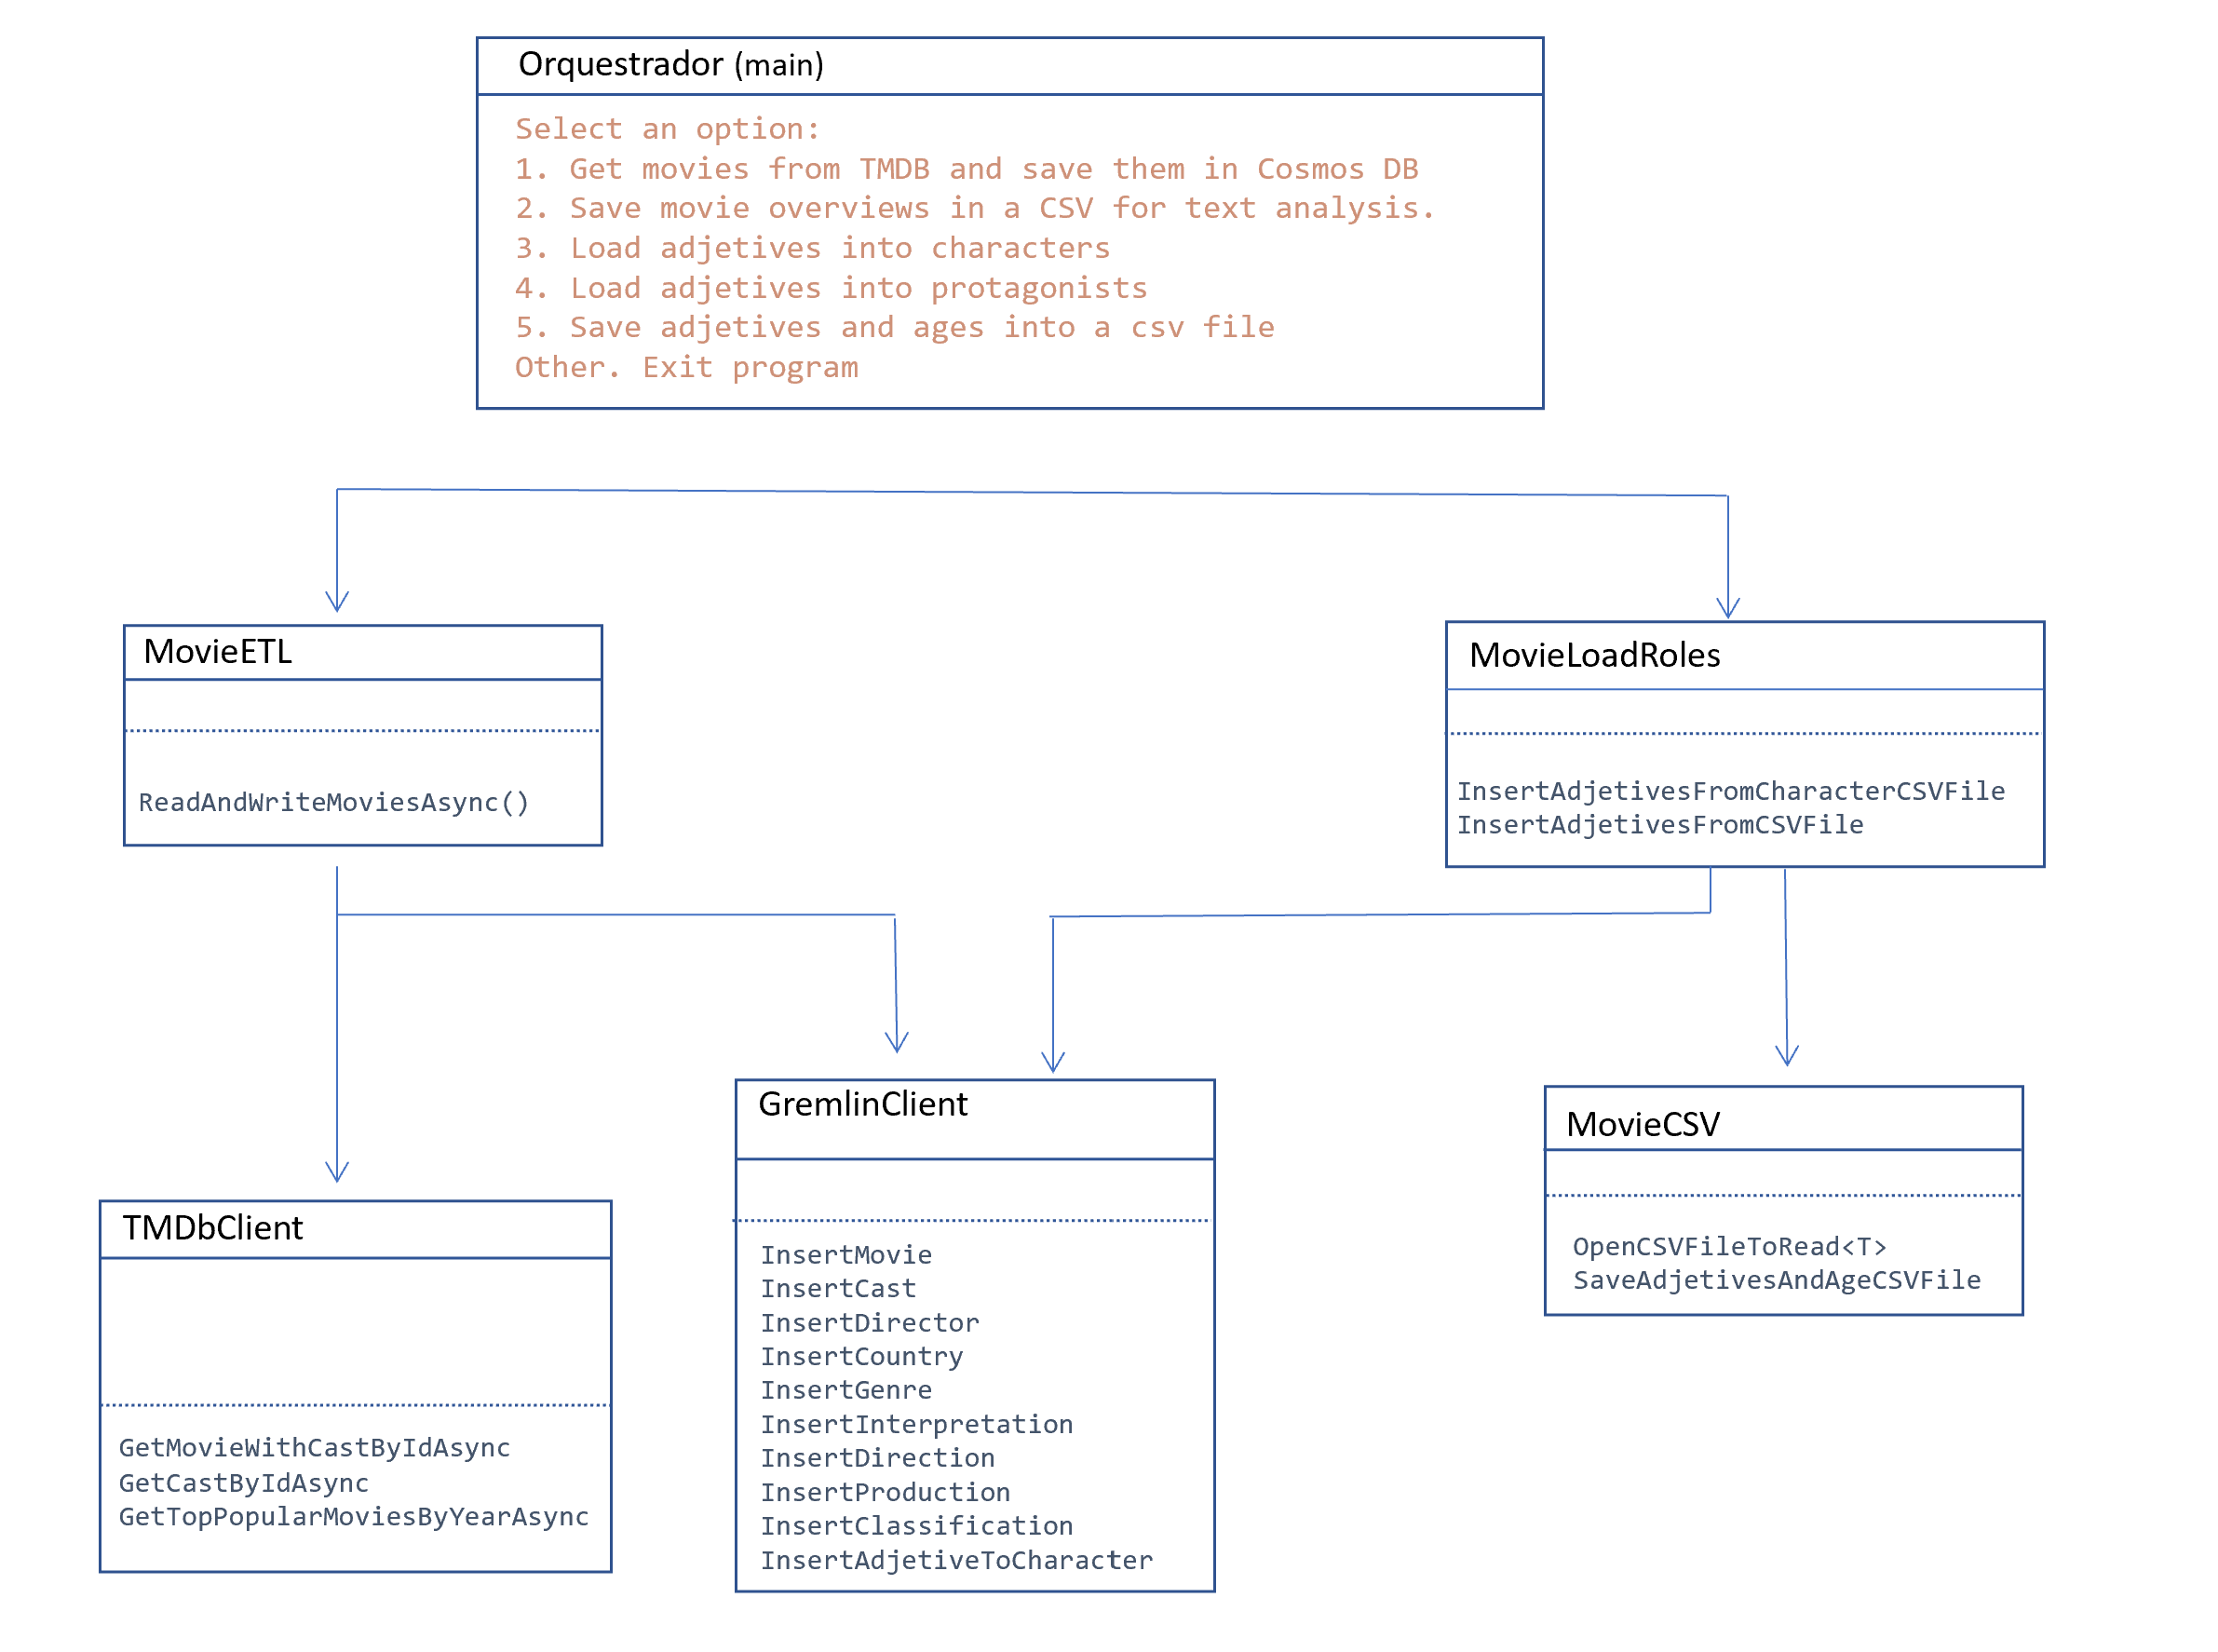 Orquestrador (main)
Select an option:
1. Get movies from TMDB and save them in Cosmos DB
2. Save movie overviews in a CSV for text analysis.
3. Load adjetives into characters
4. Load adjetives into protagonists
5. Save adjetives and ages into a csv file
Other. Exit program
MovieETL
ReadAndWriteMoviesAsync()
MovieLoadRoles
InsertAdjetivesFromCharacterCSVFile
InsertAdjetivesFromCSVFile
TMDbClient
GetMovieWithCastByIdAsync
GetCastByIdAsync
GetTopPopularMoviesByYearAsync
GremlinClient
InsertMovie
InsertCast
InsertDirector
InsertCountry
InsertGenre
InsertInterpretation
InsertDirection
InsertProduction
InsertClassification
InsertAdjetiveToCharacter
MovieCSV
OpenCSVFileToRead<T>
SaveAdjetivesAndAgeCSVFile